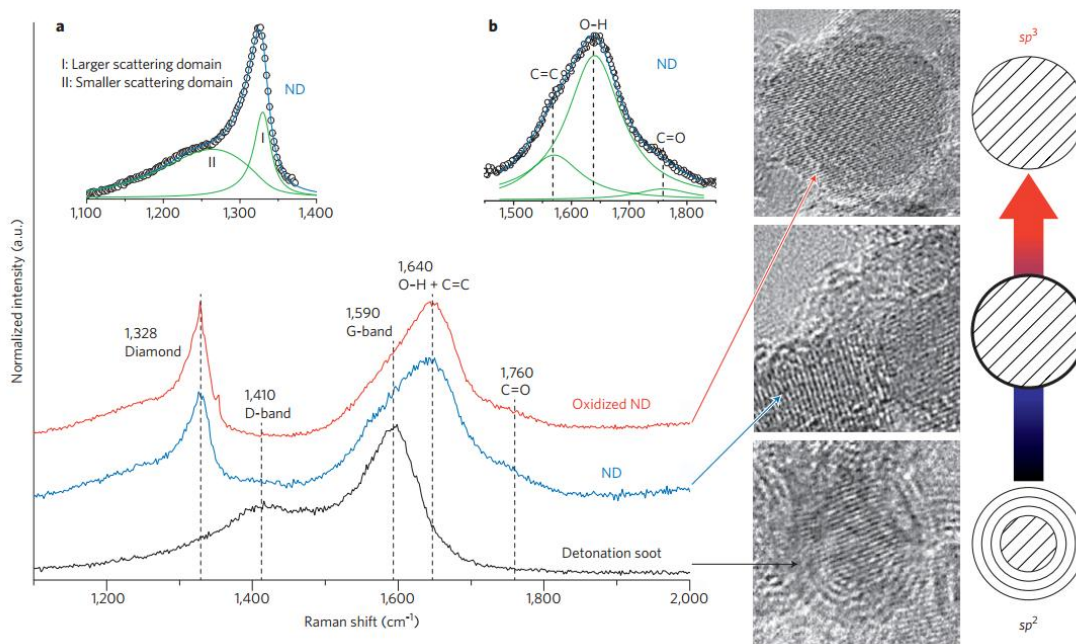 a
I: Larger scattering domain
II: Smaller scattering domain
ND
I
II
1,100 1,200 1,300 1,400
b
O–H
C=C
ND
C=O
1,500 1,600 1,700 1,800
sp³
Normalized intensity (a.u.)
1,328
Diamond
1,410
D-band
1,590
G-band
1,640
O–H + C=C
1,760
C=O
Oxidized ND
ND
Detonation soot
1,200 1,400 1,600 1,800 2,000
Raman shift (cm⁻¹)
sp²